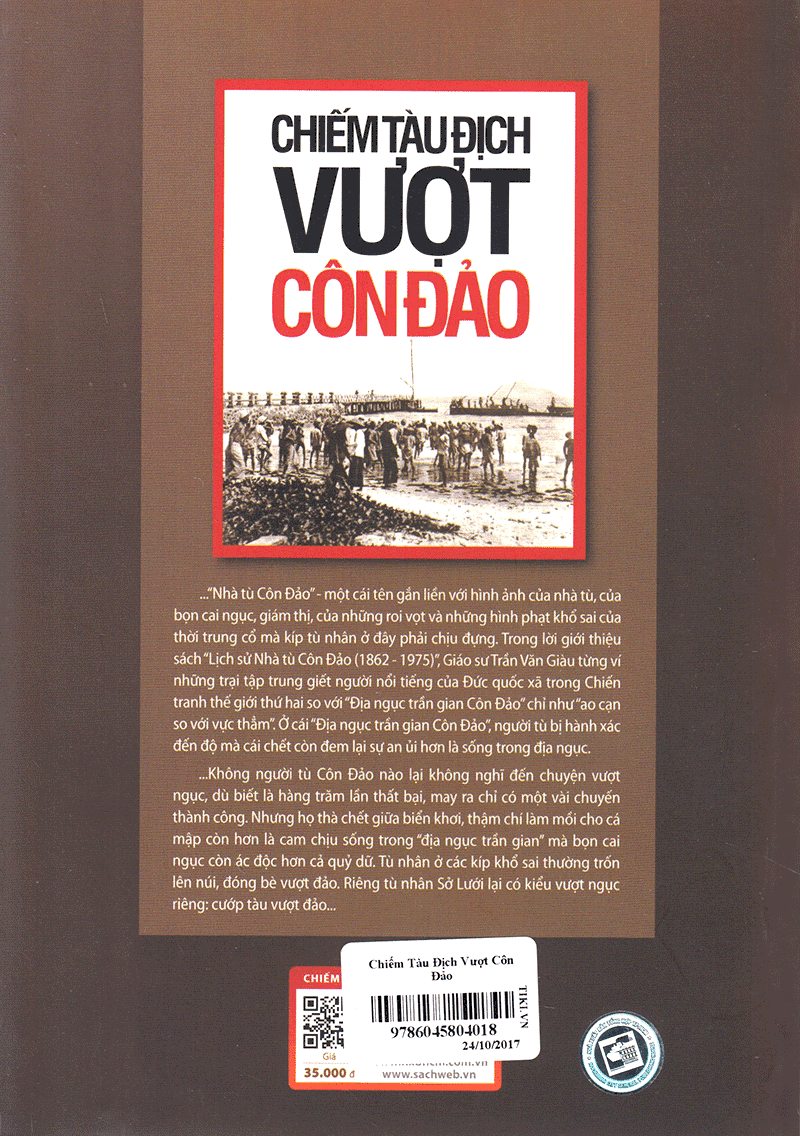 CHIẾM TÀU ĐỊCH
VƯỢT
CÔN ĐẢO
..."Nhà tù Côn Đảo" - một cái tên gắn liền với hình ảnh của nhà tù, của
bọn cai ngục, giám thị, của những roi vọt và những hình phạt khổ sai của
thời trung cổ mà kíp tù nhân ở đây phải chịu đựng. Trong lời giới thiệu
sách "Lịch sử Nhà tù Côn Đảo (1862 - 1975)", Giáo sư Trần Văn Giàu từng ví
những trại tập trung giết người nổi tiếng của Đức quốc xã trong Chiến
tranh thế giới thứ hai so với "Địa ngục trần gian Côn Đảo" chỉ như "ao cạn
so với vực thẳm". Ở cái "Địa ngục trần gian Côn Đảo", người tù bị hành xác
đến độ mà cái chết còn đem lại sự an ủi hơn là sống trong địa ngục.
...Không người tù Côn Đảo nào lại không nghĩ đến chuyện vượt
ngục, dù biết là hàng trăm lần thất bại, may ra chỉ có một vài chuyến
thành công. Nhưng họ thà chết giữa biển khơi, thậm chí làm mồi cho cá
mập còn hơn là cam chịu sống trong "địa ngục trần gian" mà bọn cai
ngục còn ác độc hơn cả quỷ dữ. Tù nhân ở các kíp khổ sai thường trốn
lên núi, đóng bè vượt đảo. Riêng tù nhân Sở Lưới lại có kiểu vượt ngục
riêng: cướp tàu vượt đảo...
CHIẾM
Giá
35.000 đ
www.sachweb.vn
Chiếm Tàu Địch Vượt Côn
Đảo
TIKI.VN
9786045804018
24/10/2017